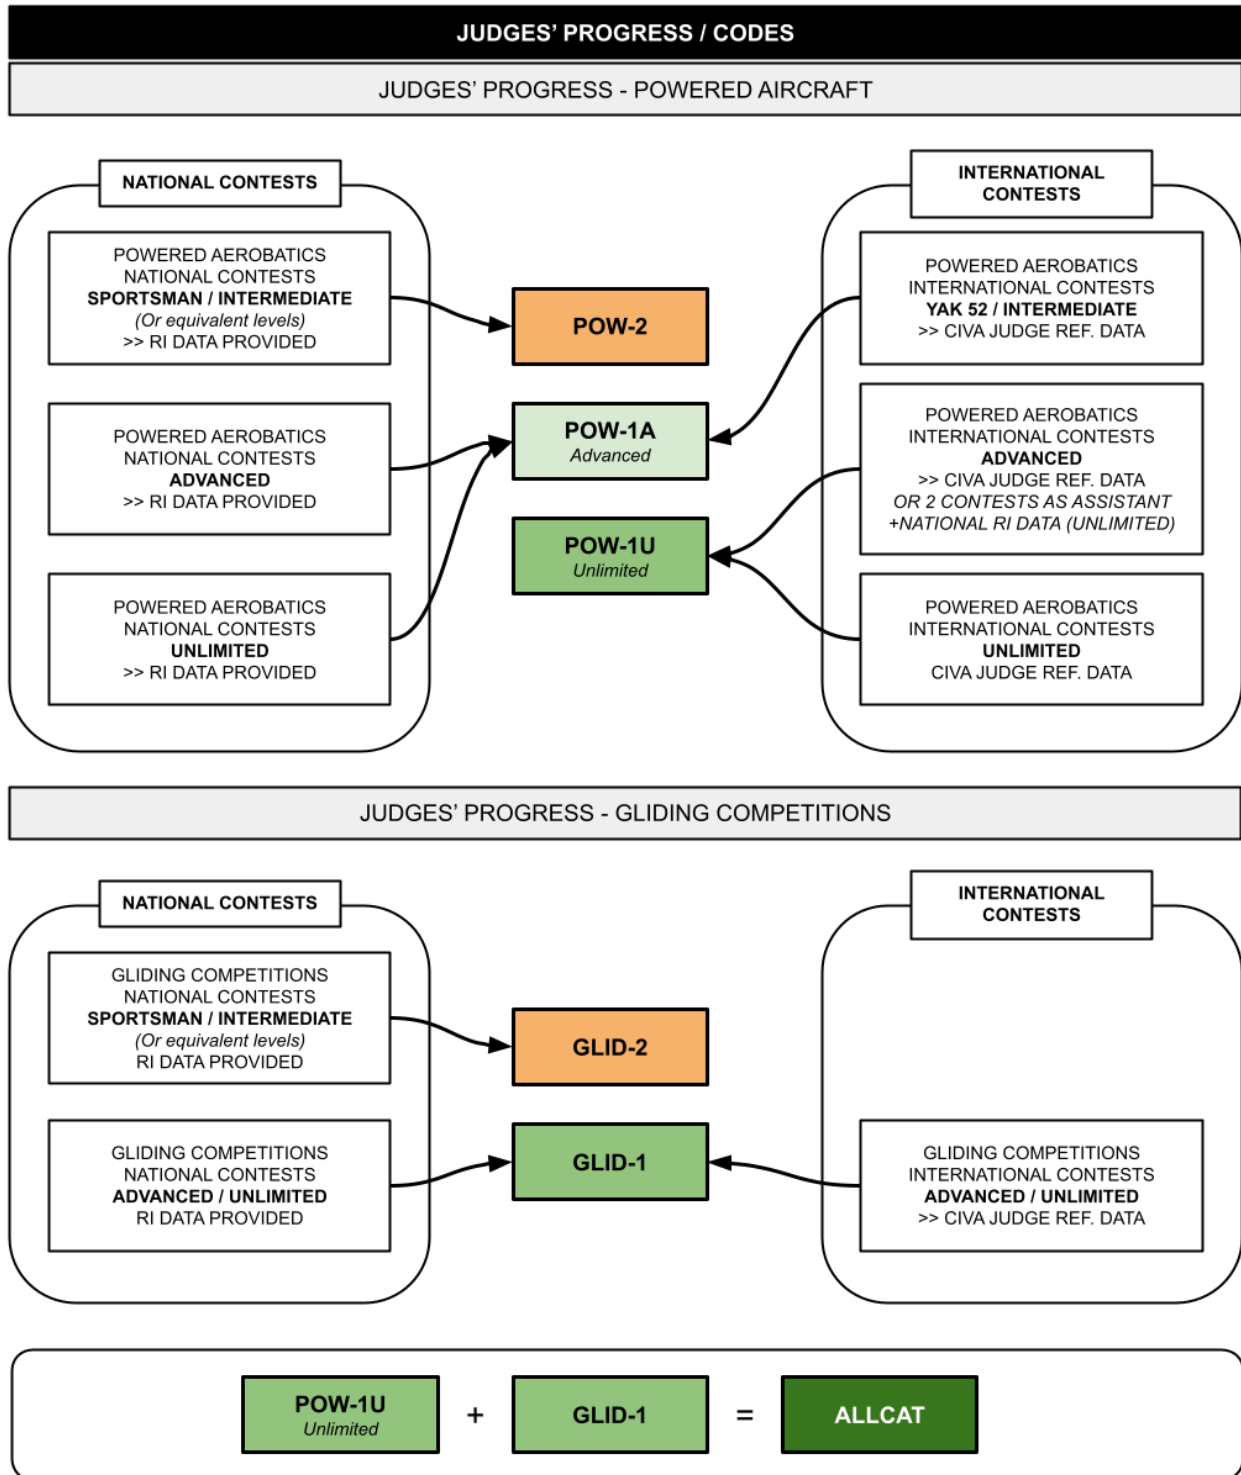 JUDGES’ PROGRESS / CODES
JUDGES’ PROGRESS - POWERED AIRCRAFT
NATIONAL CONTESTS
POWERED AEROBATICS
NATIONAL CONTESTS
SPORTSMAN / INTERMEDIATE
(Or equivalent levels)
>> RI DATA PROVIDED
POWERED AEROBATICS
NATIONAL CONTESTS
ADVANCED
>> RI DATA PROVIDED
POWERED AEROBATICS
NATIONAL CONTESTS
UNLIMITED
>> RI DATA PROVIDED
POW-2
POW-1A
Advanced
POW-1U
Unlimited
INTERNATIONAL
CONTESTS
POWERED AEROBATICS
INTERNATIONAL CONTESTS
YAK 52 / INTERMEDIATE
>> CIVA JUDGE REF. DATA
POWERED AEROBATICS
INTERNATIONAL CONTESTS
ADVANCED
>> CIVA JUDGE REF. DATA
OR 2 CONTESTS AS ASSISTANT
+NATIONAL RI DATA (UNLIMITED)
POWERED AEROBATICS
INTERNATIONAL CONTESTS
UNLIMITED
CIVA JUDGE REF. DATA
JUDGES’ PROGRESS - GLIDING COMPETITIONS
NATIONAL CONTESTS
GLIDING COMPETITIONS
NATIONAL CONTESTS
SPORTSMAN / INTERMEDIATE
(Or equivalent levels)
RI DATA PROVIDED
GLIDING COMPETITIONS
NATIONAL CONTESTS
ADVANCED / UNLIMITED
RI DATA PROVIDED
GLID-2
GLID-1
INTERNATIONAL
CONTESTS
GLIDING COMPETITIONS
INTERNATIONAL CONTESTS
ADVANCED / UNLIMITED
>> CIVA JUDGE REF. DATA
POW-1U
Unlimited
+
GLID-1
=
ALLCAT